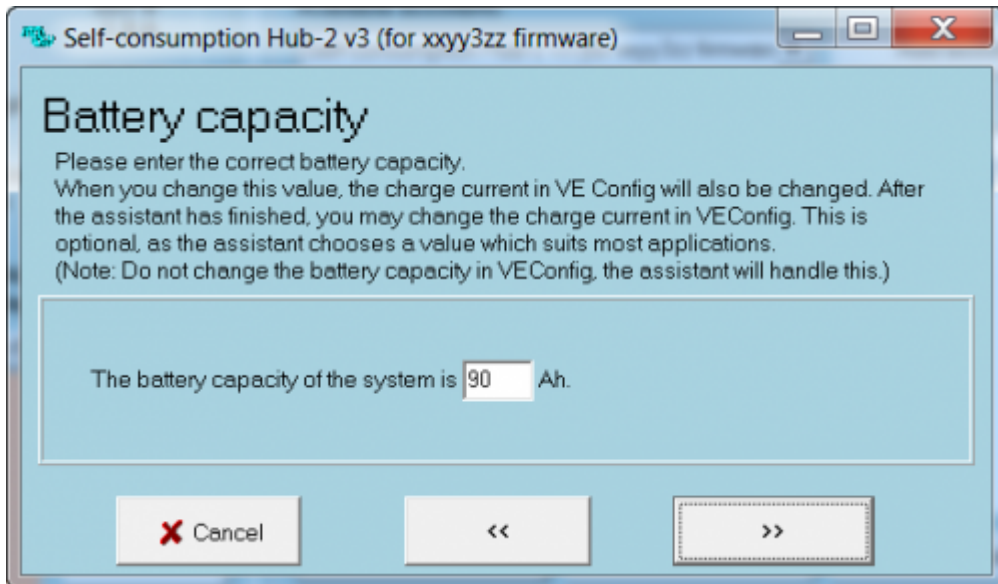 Self-consumption Hub-2 v3 (for xxyy3zz firmware)
Battery capacity
Please enter the correct battery capacity.
When you change this value, the charge current in VE Config will also be changed. After
the assistant has finished, you may change the charge current in VEConfig. This is
optional, as the assistant chooses a value which suits most applications.
(Note: Do not change the battery capacity in VEConfig, the assistant will handle this.)
The battery capacity of the system is 90 Ah.
Cancel << >>